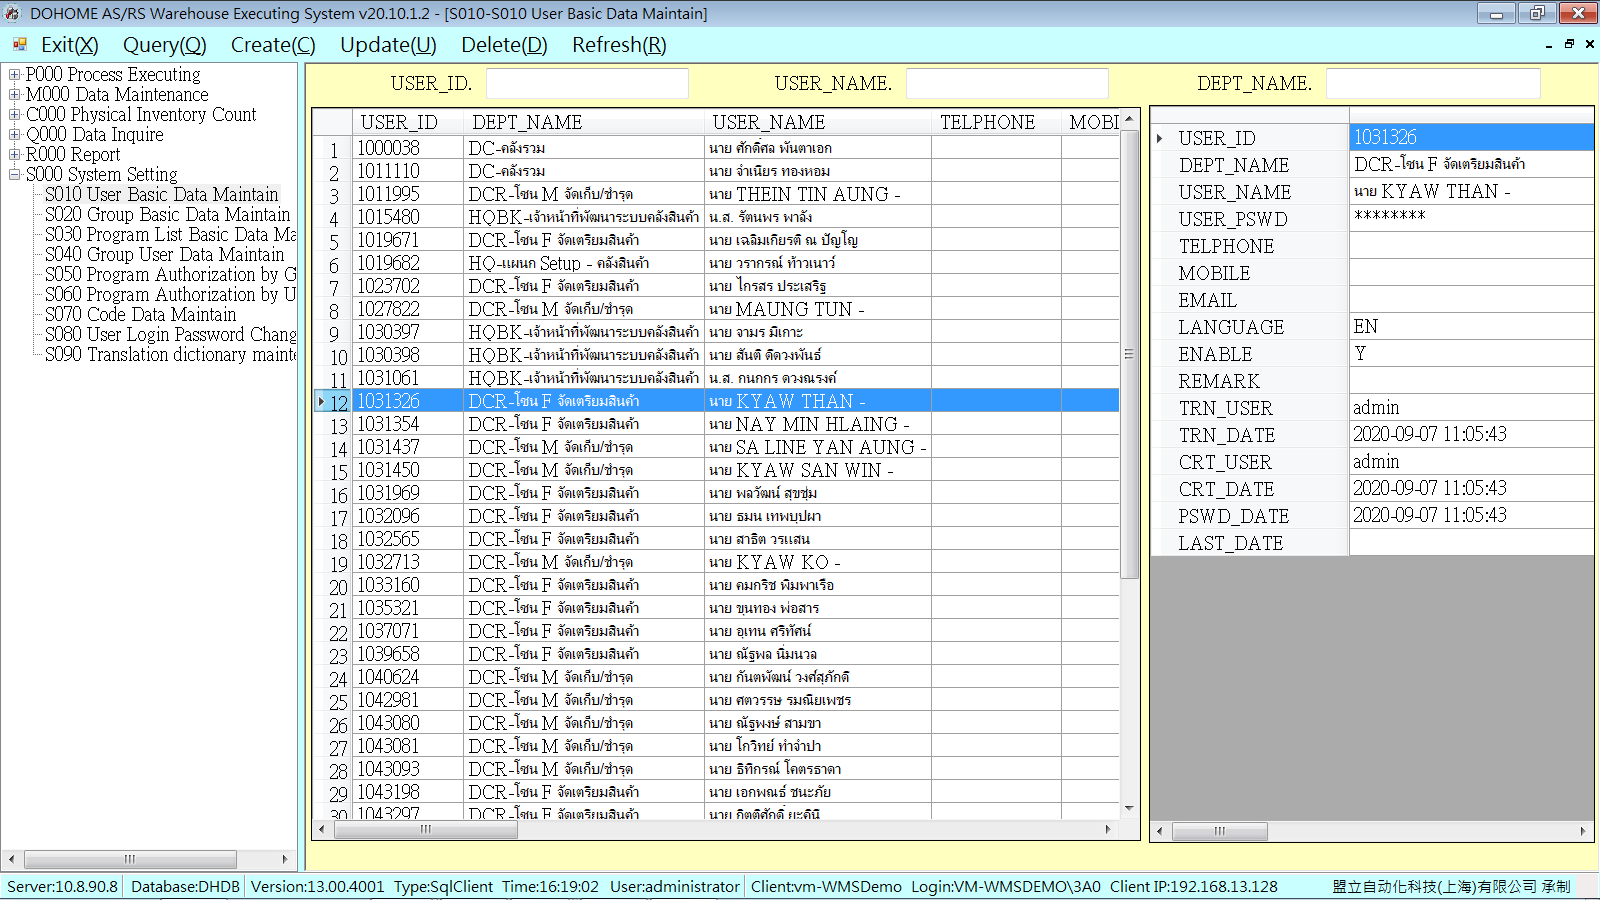 DOHOME AS/RS Warehouse Executing System v20.10.1.2 - [S010-S010 User Basic Data Maintain]
Exit(X) Query(Q) Create(C) Update(U) Delete(D) Refresh(R)
P000 Process Executing
M000 Data Maintenance
C000 Physical Inventory Count
Q000 Data Inquire
R000 Report
S000 System Setting
S010 User Basic Data Maintain
S020 Group Basic Data Maintain
S030 Program List Basic Data Ma
S040 Group User Data Maintain
S050 Program Authorization by G
S060 Program Authorization by U
S070 Code Data Maintain
S080 User Login Password Chang
S090 Translation dictionary mainte
USER_ID. USER_NAME. DEPT_NAME.
USER_ID DEPT_NAME USER_NAME TELPHONE MOBI
1 1000038 DC-คลังรวม นาย ศักดิ์ศล พันตาเอก
2 1011110 DC-คลังรวม นาย จำเนียร ทองหอม
3 1011995 DCR-โซน M จัดเก็บ/ชำรุด นาย THEIN TIN AUNG -
4 1015480 HQBK-เจ้าหน้าที่พัฒนาระบบคลังสินค้า น.ส. รัตนพร พาลัง
5 1019671 DCR-โซน F จัดเตรียมสินค้า นาย เฉลิมเกียรติ ณ ปัญโญ
6 1019682 HQ-แผนก Setup - คลังสินค้า นาย วรากรณ์ ท้าวเนาว์
7 1023702 DCR-โซน F จัดเตรียมสินค้า นาย ไกรสร ประเสริฐ
8 1027822 DCR-โซน M จัดเก็บ/ชำรุด นาย MAUNG TUN -
9 1030397 HQBK-เจ้าหน้าที่พัฒนาระบบคลังสินค้า นาย จามร มีเกาะ
10 1030398 HQBK-เจ้าหน้าที่พัฒนาระบบคลังสินค้า นาย สันติ ดีดวงพันธ์
11 1031061 HQBK-เจ้าหน้าที่พัฒนาระบบคลังสินค้า น.ส. กนกกร ดวงณรงค์
12 1031326 DCR-โซน F จัดเตรียมสินค้า นาย KYAW THAN -
13 1031354 DCR-โซน F จัดเตรียมสินค้า นาย NAY MIN HLAING -
14 1031437 DCR-โซน M จัดเก็บ/ชำรุด นาย SA LINE YAN AUNG -
15 1031450 DCR-โซน M จัดเก็บ/ชำรุด นาย KYAW SAN WIN -
16 1031969 DCR-โซน F จัดเตรียมสินค้า นาย พลวัฒน์ สุขชุ่ม
17 1032096 DCR-โซน F จัดเตรียมสินค้า นาย ธมน เทพบุปผา
18 1032565 DCR-โซน F จัดเตรียมสินค้า นาย สาธิต วรแสน
19 1032713 DCR-โซน M จัดเก็บ/ชำรุด นาย KYAW KO -
20 1033160 DCR-โซน F จัดเตรียมสินค้า นาย คมกริช พิมพาเรือ
21 1035321 DCR-โซน F จัดเตรียมสินค้า นาย ขุนทอง พ่อสาร
22 1037071 DCR-โซน F จัดเตรียมสินค้า นาย อุเทน ศรีทัศน์
23 1039658 DCR-โซน F จัดเตรียมสินค้า นาย ณัฐพล นิ่มนวล
24 1040624 DCR-โซน M จัดเก็บ/ชำรุด นาย กันตพัฒน์ วงศ์สุภักดิ์
25 1042981 DCR-โซน M จัดเก็บ/ชำรุด นาย ศตวรรษ รมณียเพชร
26 1043080 DCR-โซน M จัดเก็บ/ชำรุด นาย ณัฐพงษ์ สามขา
27 1043081 DCR-โซน M จัดเก็บ/ชำรุด นาย โกวิทย์ ทำจำปา
28 1043093 DCR-โซน M จัดเก็บ/ชำรุด นาย ธิทิกรณ์ โคตรธาดา
29 1043198 DCR-โซน F จัดเตรียมสินค้า นาย เอกพณธ์ ชนะภัย
30 1043297 DCR-โซน F จัดเตรียมสินค้า นาย กิตติศักดิ์
USER_ID 1031326
DEPT_NAME DCR-โซน F จัดเตรียมสินค้า
USER_NAME นาย KYAW THAN -
USER_PSWD ********
TELPHONE
MOBILE
EMAIL
LANGUAGE EN
ENABLE Y
REMARK
TRN_USER admin
TRN_DATE 2020-09-07 11:05:43
CRT_USER admin
CRT_DATE 2020-09-07 11:05:43
PSWD_DATE 2020-09-07 11:05:43
LAST_DATE
Server:10.8.90.8 Database:DHDB Version:13.00.4001 Type:SqlClient Time:16:19:02 User:administrator Client:vm-WMSDemo Login:VM-WMSDEMO\3A0 Client IP:192.168.13.128 盟立自动化科技(上海)有限公司 承制